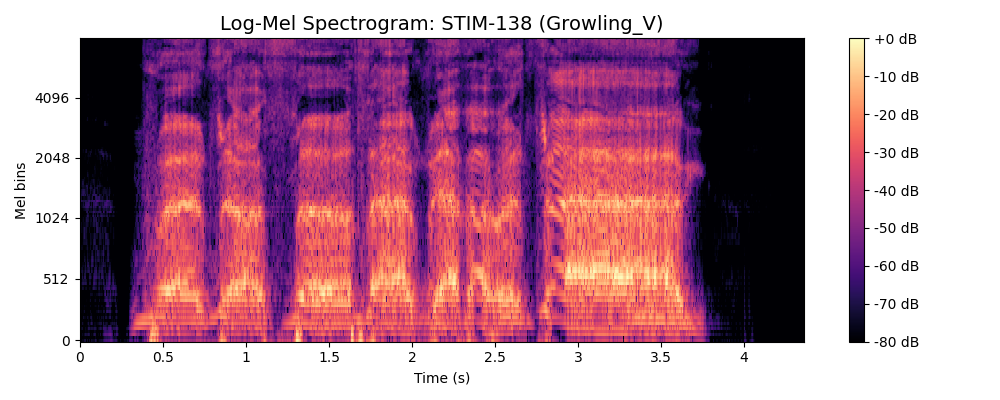 Log-Mel Spectrogram: STIM-138 (Growling_V)
Mel bins
4096
2048
1024
512
0
0 0.5 1 1.5 2 2.5 3 3.5 4
Time (s)
+0 dB
-10 dB
-20 dB
-30 dB
-40 dB
-50 dB
-60 dB
-70 dB
-80 dB